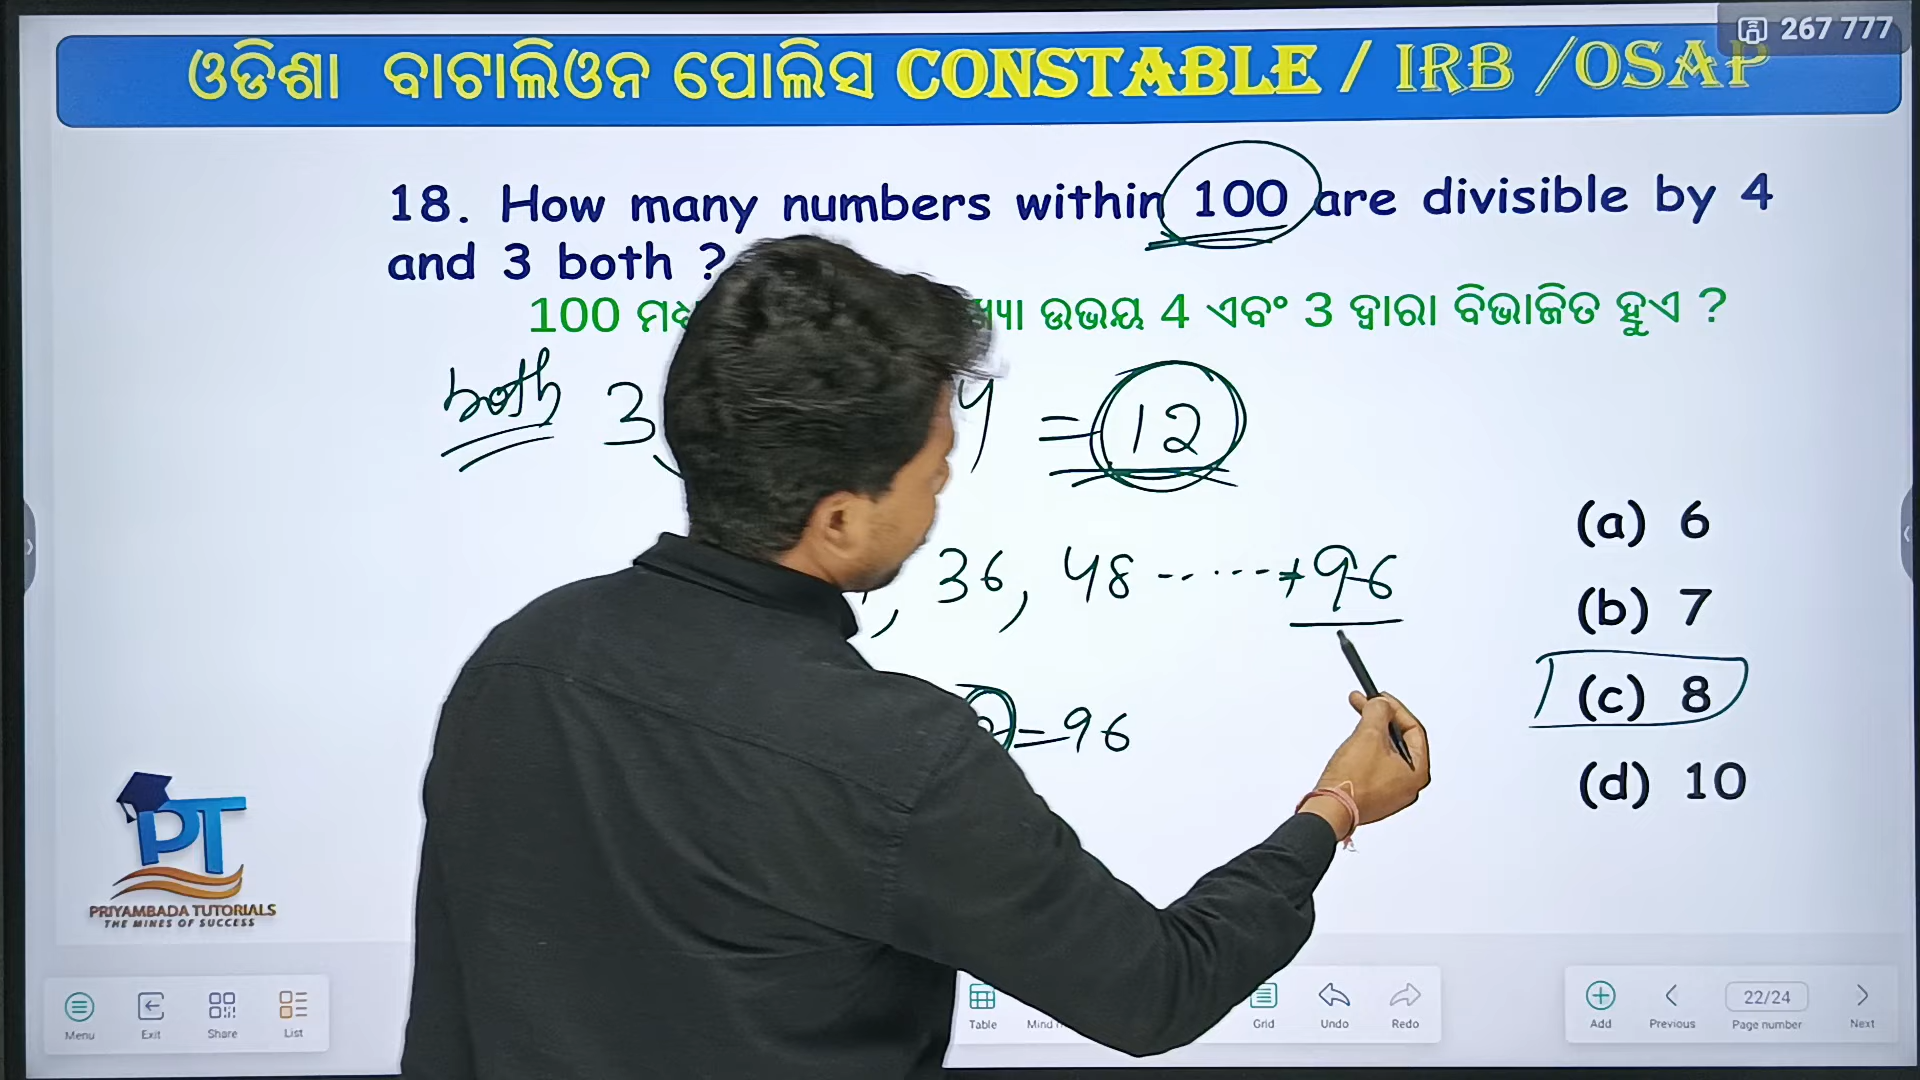 267 777
ଓଡିଶା ବାଟାଲିଓନ ପୋଲିସ CONSTABLE / IRB /OSAP
18. How many numbers within 100 are divisible by 4
and 3 both ?
100 ଉଭୟ 4 ଏବଂ 3 ଦ୍ୱାରା ବିଭାଜିତ ହୁଏ ?
both 3 4 = 12
, 36, 48 ------+96
= 96
(a) 6
(b) 7
(c) 8
(d) 10
PT
PRIYAMBADA TUTORIALS
THE MINES OF SUCCESS
Menu Exit Share List Table Mind Grid Undo Redo Add Previous 22/24 Page number Next